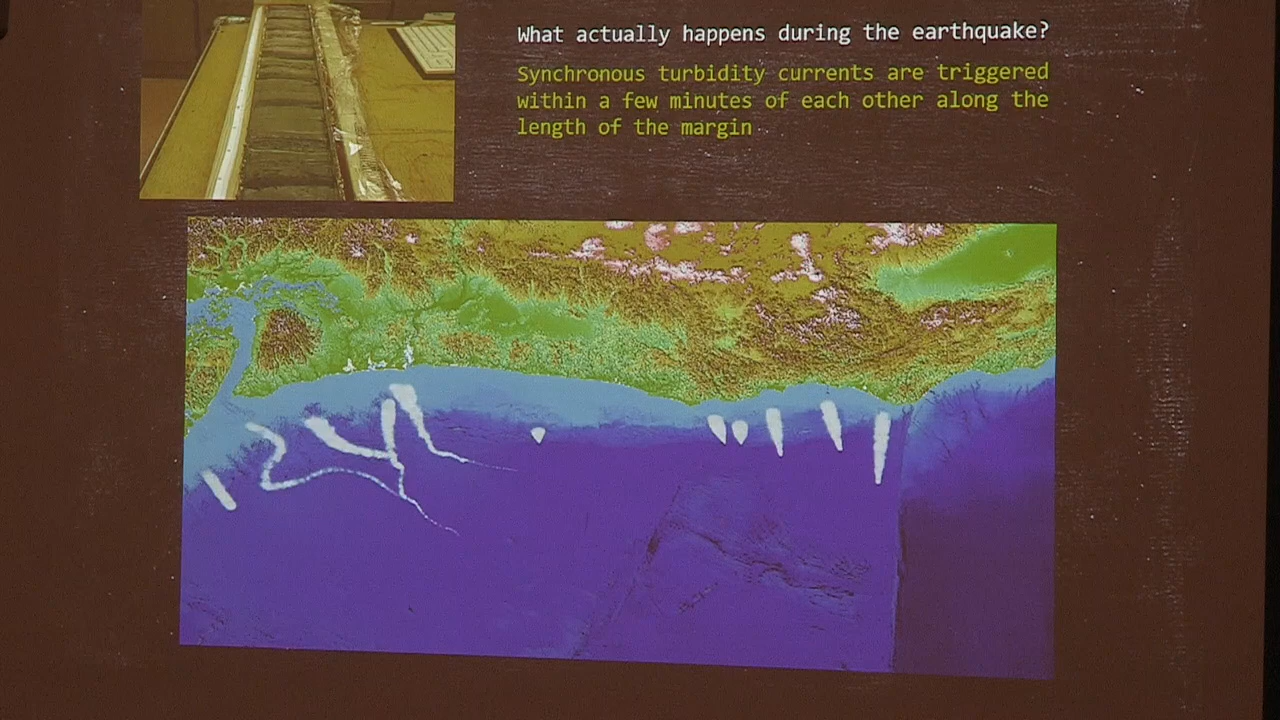 What actually happens during the earthquake?
Synchronous turbidity currents are triggered
within a few minutes of each other along the
length of the margin